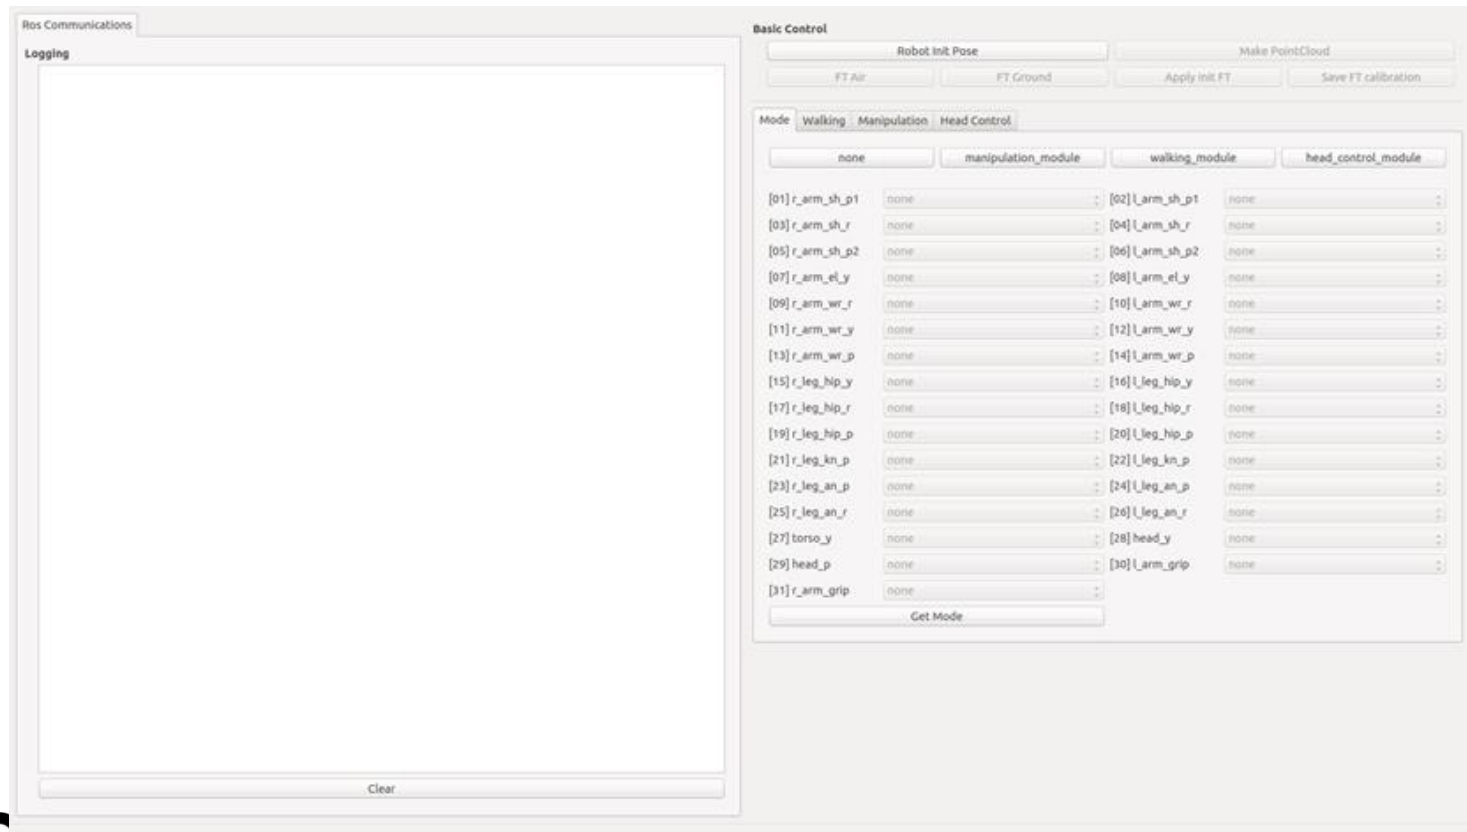 Ros Communications
Logging
Clear
Basic Control
Robot Init Pose Make PointCloud
FT Air FT Ground Apply Init FT Save FT calibration
Mode Walking Manipulation Head Control
none manipulation_module walking_module head_control_module
[01] r_arm_sh_p1 none [02] l_arm_sh_p1 none
[03] r_arm_sh_r none [04] l_arm_sh_r none
[05] r_arm_sh_p2 none [06] l_arm_sh_p2 none
[07] r_arm_el_y none [08] l_arm_el_y none
[09] r_arm_wr_r none [10] l_arm_wr_r none
[11] r_arm_wr_y none [12] l_arm_wr_y none
[13] r_arm_wr_p none [14] l_arm_wr_p none
[15] r_leg_hip_y none [16] l_leg_hip_y none
[17] r_leg_hip_r none [18] l_leg_hip_r none
[19] r_leg_hip_p none [20] l_leg_hip_p none
[21] r_leg_kn_p none [22] l_leg_kn_p none
[23] r_leg_an_p none [24] l_leg_an_p none
[25] r_leg_an_r none [26] l_leg_an_r none
[27] torso_y none [28] head_y none
[29] head_p none [30] l_arm_grip none
[31] r_arm_grip none
Get Mode